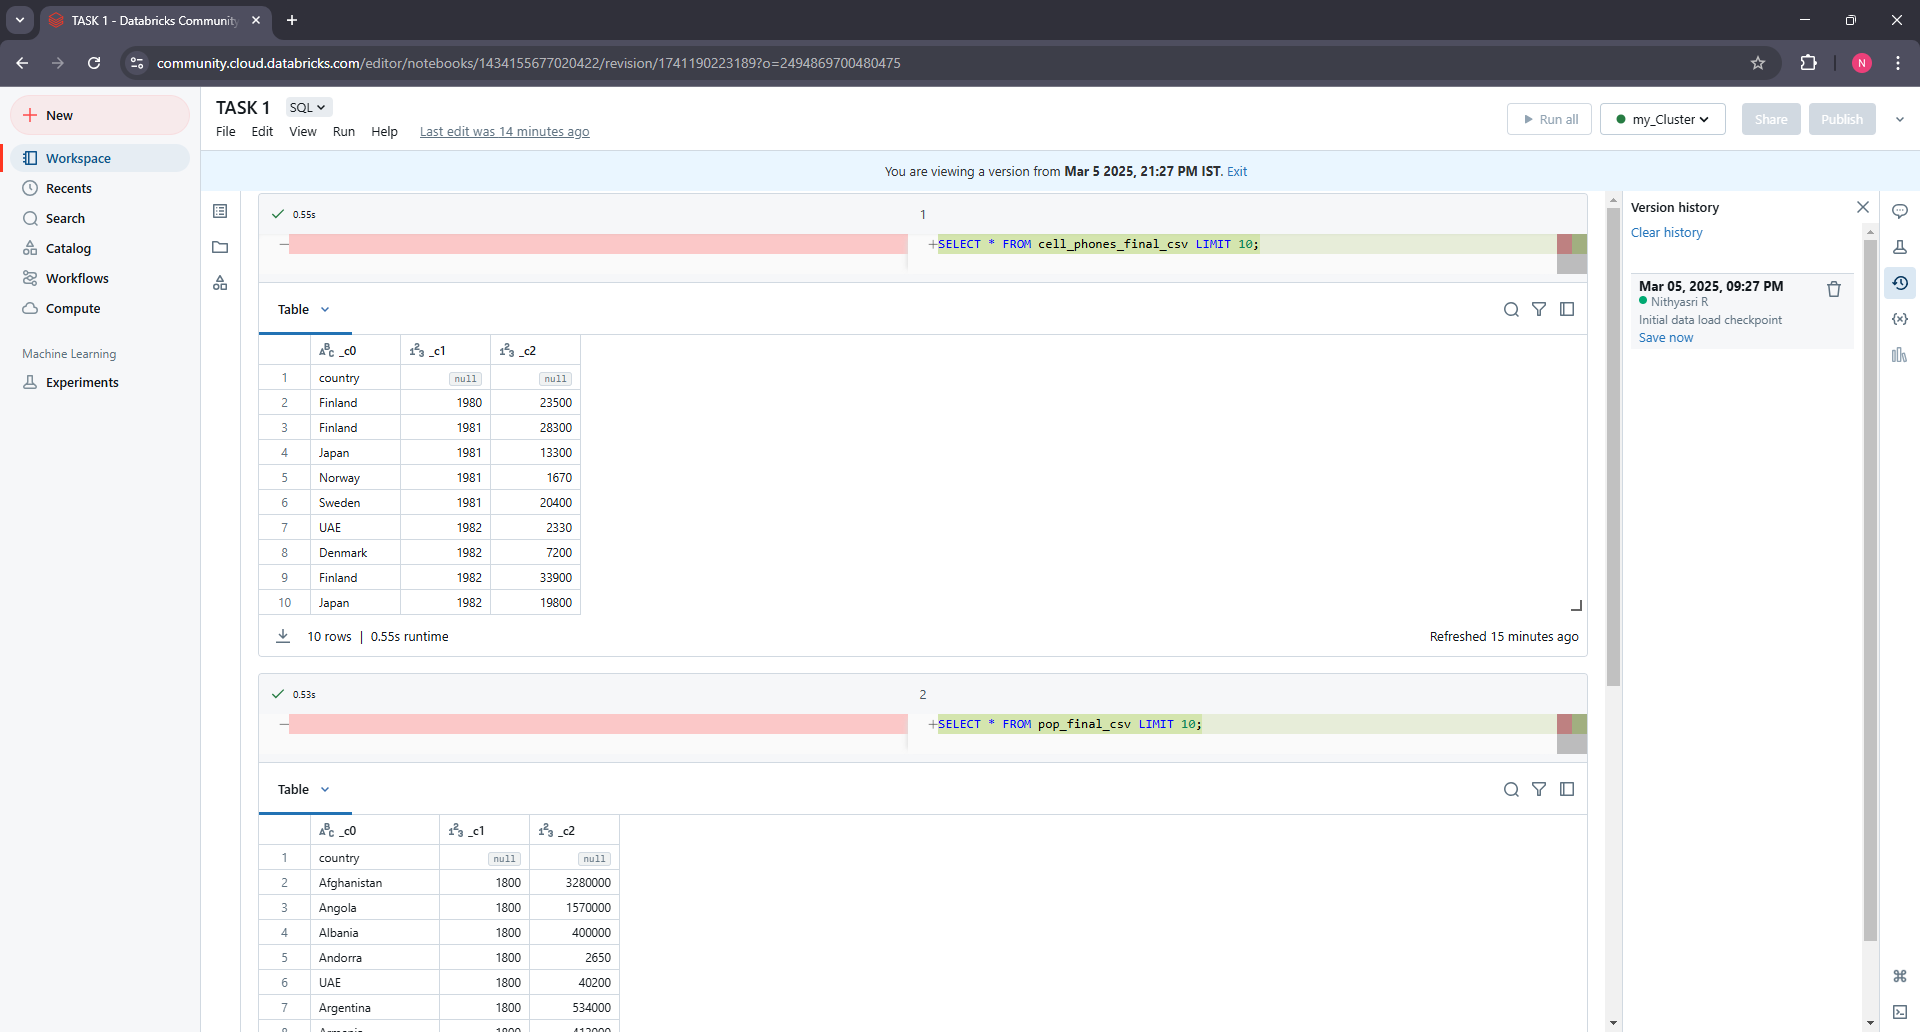 TASK 1 - Databricks Community
community.cloud.databricks.com/editor/notebooks/1434155677020422/revision/1741190223189?o=2494869700480475
N
New
Workspace
Recents
Search
Catalog
Workflows
Compute
Machine Learning
Experiments
TASK 1 SQL
File Edit View Run Help Last edit was 14 minutes ago
Run all my_Cluster Share Publish
You are viewing a version from Mar 5 2025, 21:27 PM IST. Exit
0.55s 1
— +SELECT * FROM cell_phones_final_csv LIMIT 10;
Table
_c0 _c1 _c2
1 country null null
2 Finland 1980 23500
3 Finland 1981 28300
4 Japan 1981 13300
5 Norway 1981 1670
6 Sweden 1981 20400
7 UAE 1982 2330
8 Denmark 1982 7200
9 Finland 1982 33900
10 Japan 1982 19800
10 rows | 0.55s runtime Refreshed 15 minutes ago
0.53s 2
— +SELECT * FROM pop_final_csv LIMIT 10;
Table
_c0 _c1 _c2
1 country null null
2 Afghanistan 1800 3280000
3 Angola 1800 1570000
4 Albania 1800 400000
5 Andorra 1800 2650
6 UAE 1800 40200
7 Argentina 1800 534000
8 Armenia 1800 413000
Version history
Clear history
Mar 05, 2025, 09:27 PM
Nithyasri R
Initial data load checkpoint
Save now